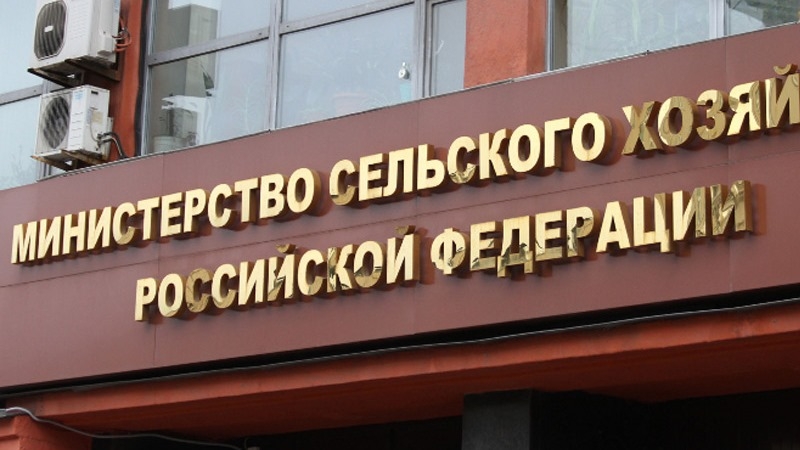 МИНИСТЕРСТВО СЕЛЬСКОГО ХОЗЯЙ
РОССИЙСКОЙ ФЕДЕРАЦИИ